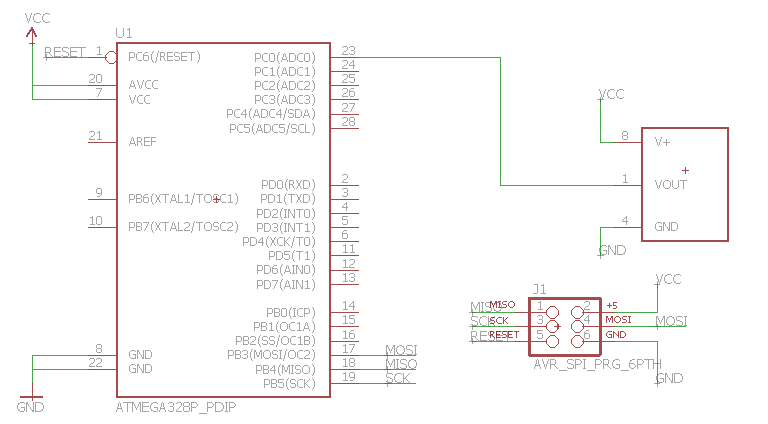 VCC
U1
RESET 1 PC6(/RESET) PC0(ADC0) 23
PC1(ADC1) 24
20 AVCC PC2(ADC2) 25
7 VCC PC3(ADC3) 26
PC4(ADC4/SDA) 27
PC5(ADC5/SCL) 28
21 AREF
PD0(RXD) 2
9 PB6(XTAL1/TOSC1) PD1(TXD) 3
PD2(INT0) 4
10 PB7(XTAL2/TOSC2) PD3(INT1) 5
PD4(XCK/T0) 6
PD5(T1) 11
PD6(AIN0) 12
PD7(AIN1) 13
PB0(ICP) 14
PB1(OC1A) 15
PB2(SS/OC1B) 16
8 GND PB3(MOSI/OC2) 17 MOSI
22 GND PB4(MISO) 18 MISO
PB5(SCK) 19 SCK
GND
ATMEGA328P_PDIP
VCC
8 V+
1 VOUT
4 GND
GND
J1
VCC
MISO MISO 1 2 +5
SCK SCK 3 4 MOSI MOSI
RESET RESET 5 6 GND
AVR_SPI_PRG_6PTH
GND